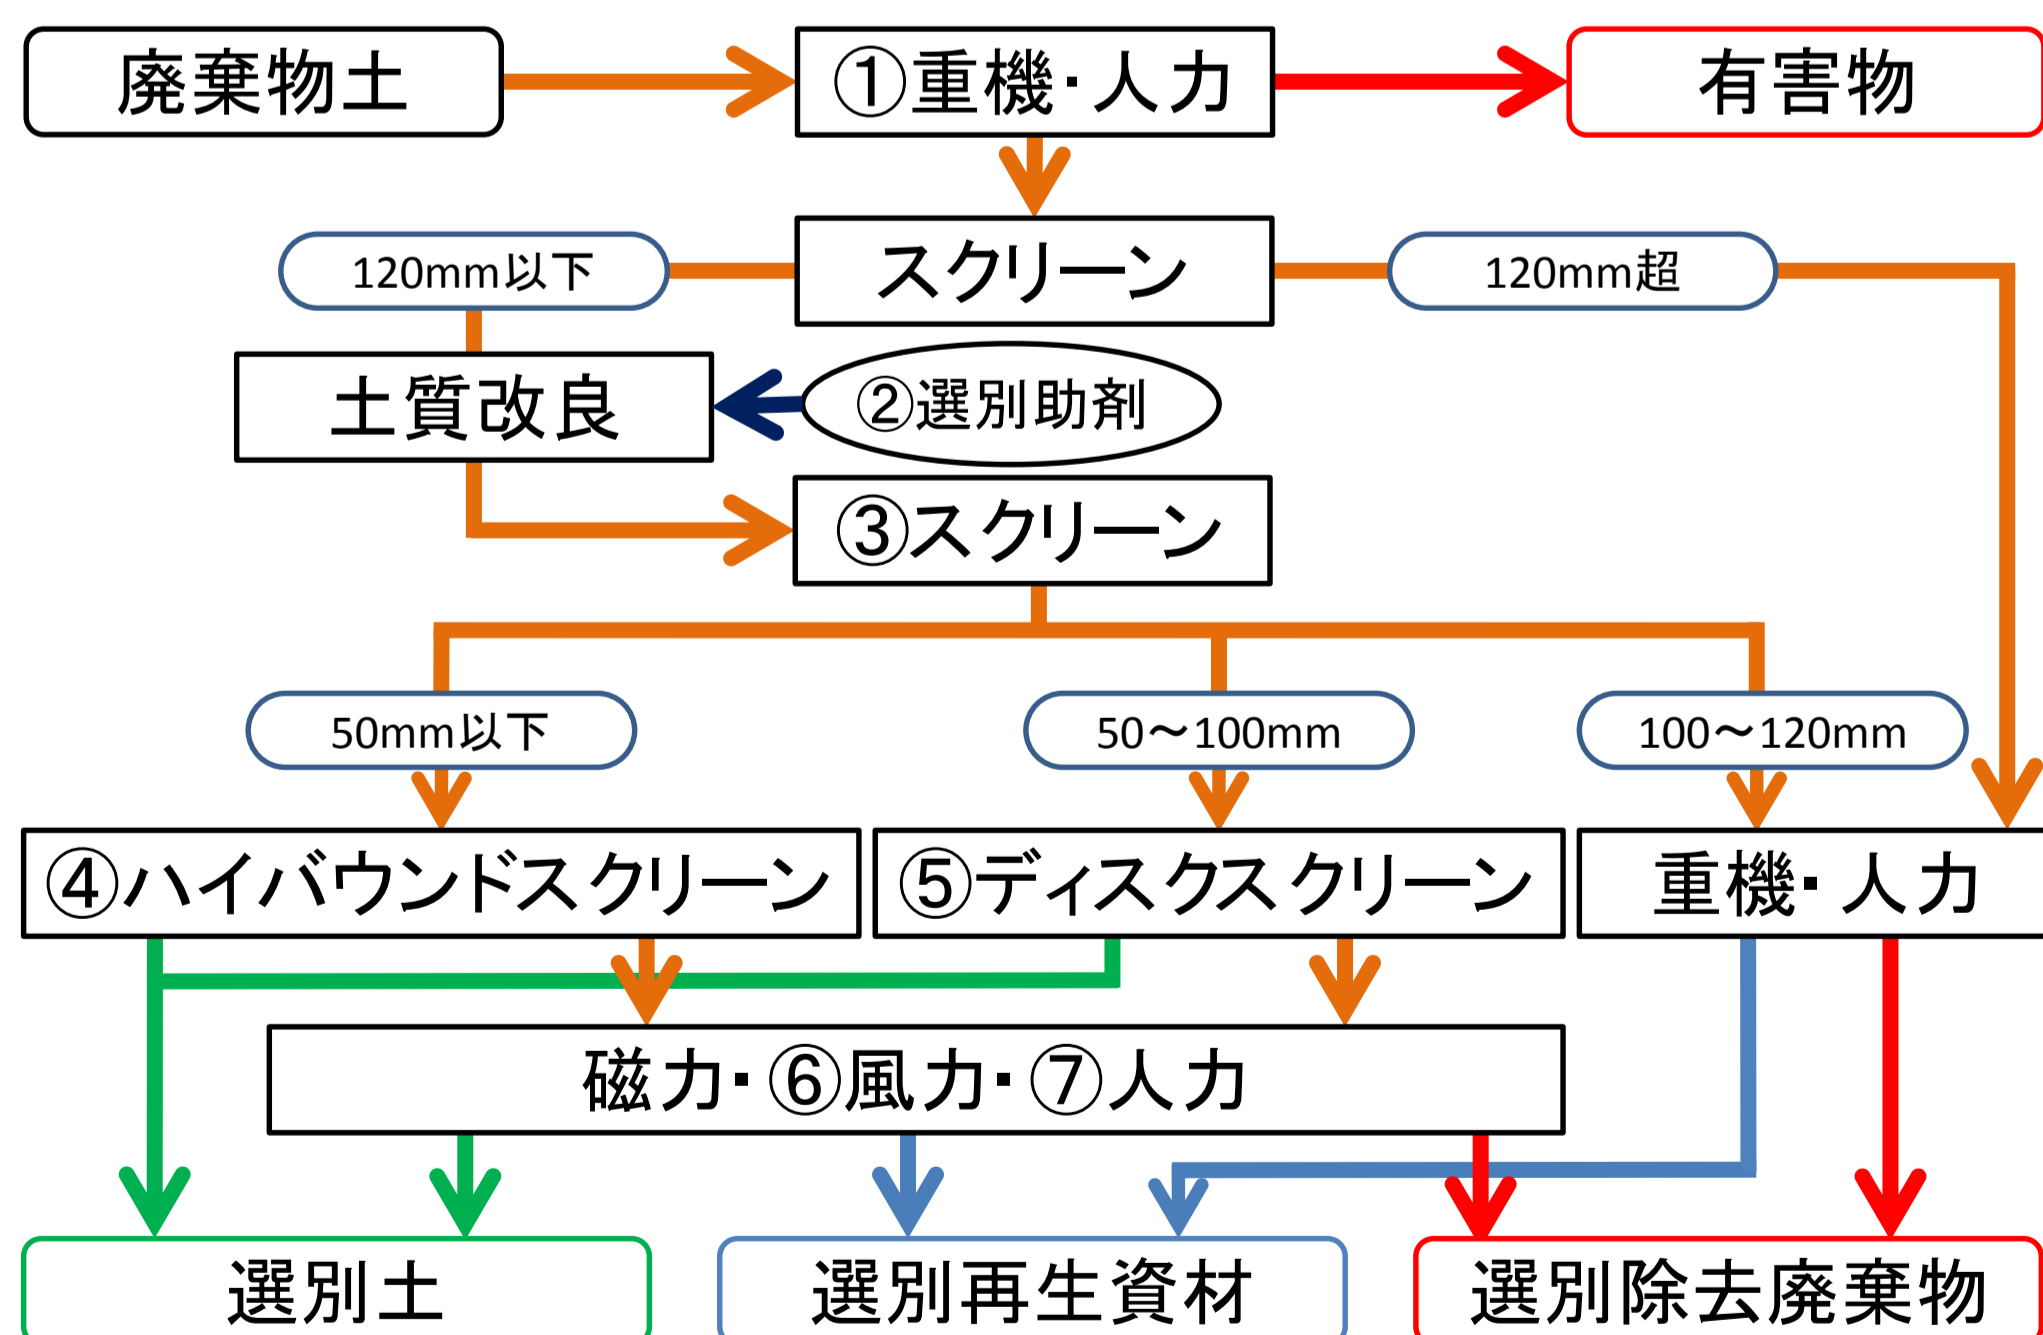 廃棄物土
①重機・人力
有害物
120mm以下
スクリーン
120mm超
土質改良
②選別助剤
③スクリーン
50mm以下
50～100mm
100～120mm
④ハイバウンドスクリーン
⑤ディスクスクリーン
重機・人力
磁力・⑥風力・⑦人力
選別土
選別再生資材
選別除去廃棄物